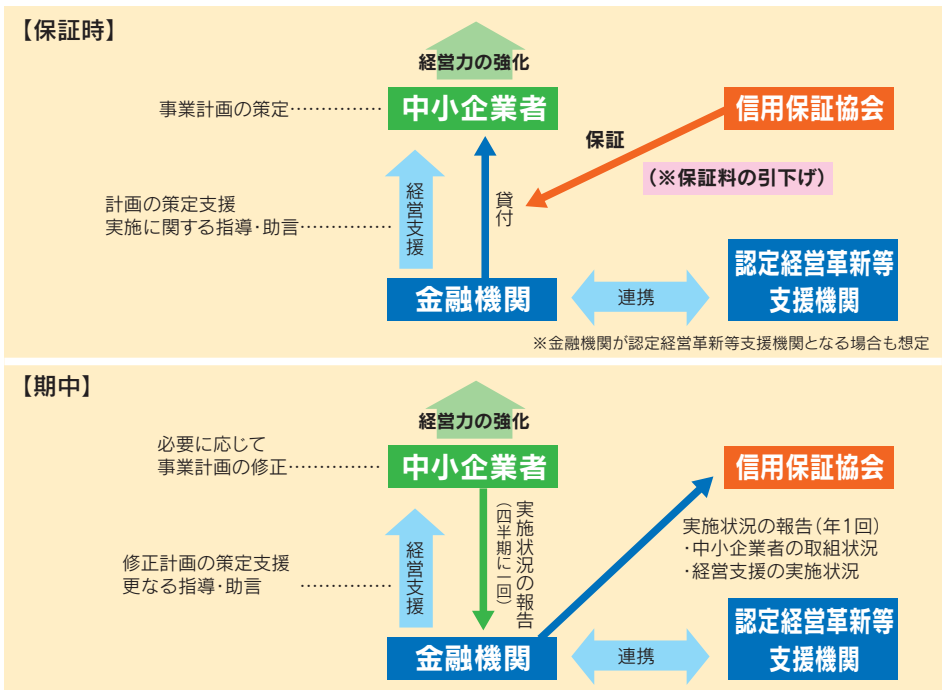 【保証時】
経営力の強化
事業計画の策定……………
中小企業者
信用保証協会
保証
(※保証料の引下げ)
計画の策定支援
実施に関する指導・助言……………
経営支援
貸付
金融機関
連携
認定経営革新等
支援機関
※金融機関が認定経営革新等支援機関となる場合も想定
【期中】
経営力の強化
必要に応じて
事業計画の修正……………
中小企業者
信用保証協会
実施状況の報告
(四半期に一回)
実施状況の報告(年1回)
・中小企業者の取組状況
・経営支援の実施状況
修正計画の策定支援
更なる指導・助言……………
経営支援
金融機関
連携
認定経営革新等
支援機関